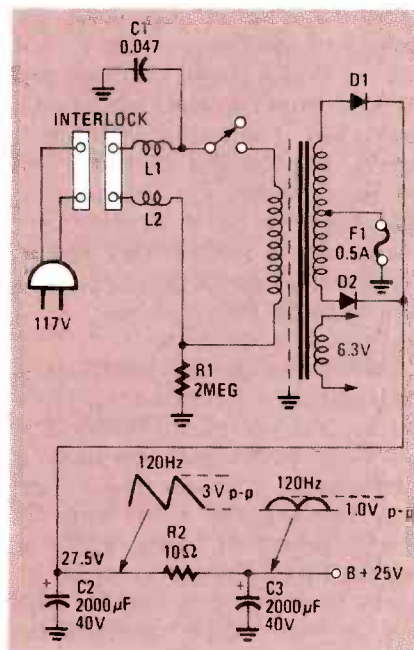 C1
0.047
INTERLOCK
L1
L2
117V
R1
2MEG
D1
F1
0.5A
D2
6.3V
120Hz
3V p-p
120Hz
1.0V p-p
27.5V
R2
10Ω
B + 25V
+
C2
2000µF
40V
+
C3
2000µF
40V